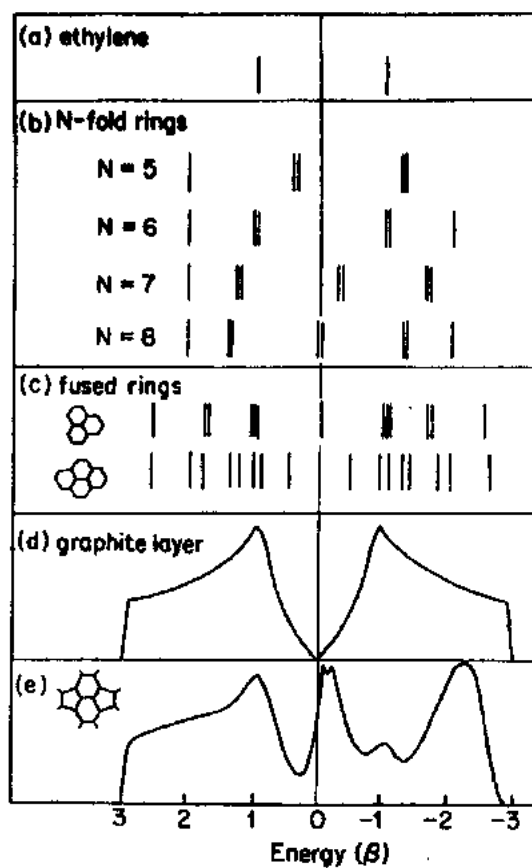 (a) ethylene
(b) N-fold rings
N = 5
N = 6
N = 7
N = 8
(c) fused rings
(d) graphite layer
(e)
3 2 1 0 -1 -2 -3
Energy (β)